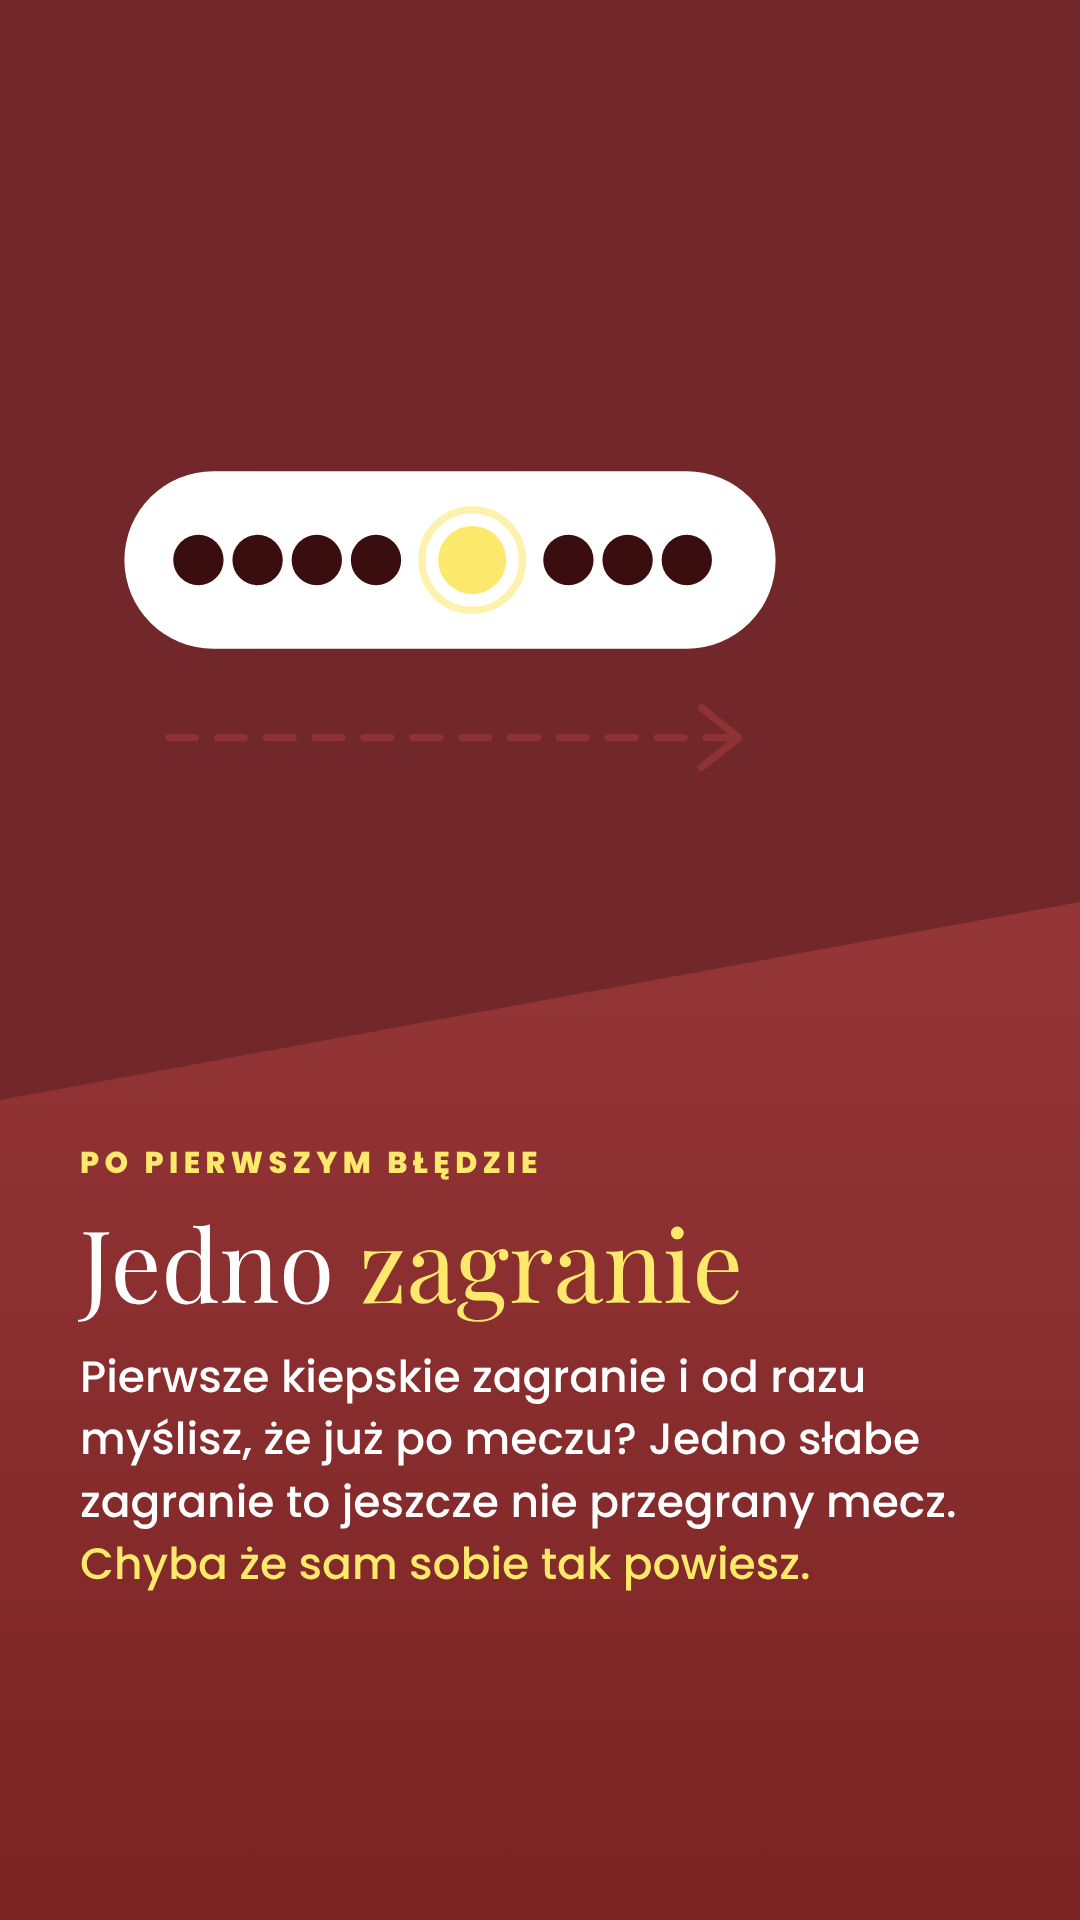 PO PIERWSZYM BŁĘDZIE
Jedno zagranie
Pierwsze kiepskie zagranie i od razu
myślisz, że już po meczu? Jedno słabe
zagranie to jeszcze nie przegrany mecz.
Chyba że sam sobie tak powiesz.